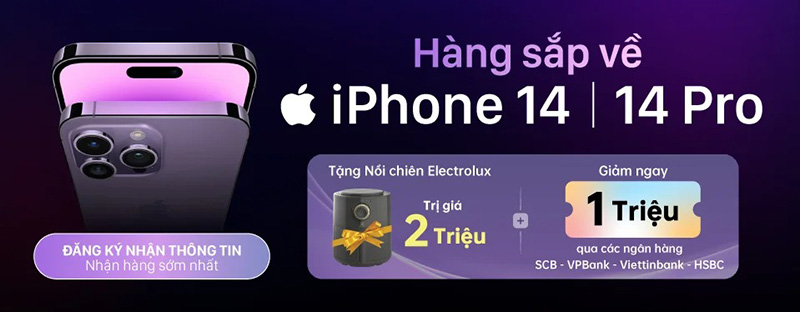 Hàng sắp về
iPhone 14 | 14 Pro
Tặng Nồi chiên Electrolux
Trị giá
2 Triệu
+
Giảm ngay
1 Triệu
qua các ngân hàng
SCB - VPBank - Viettinbank - HSBC
ĐĂNG KÝ NHẬN THÔNG TIN
Nhận hàng sớm nhất